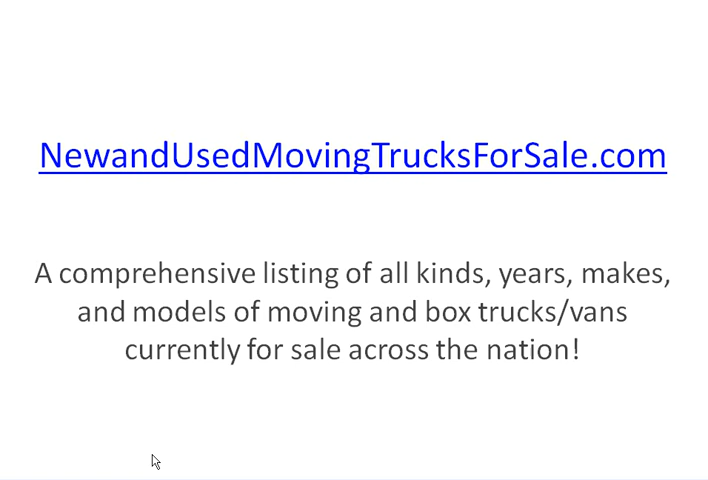 NewandUsedMovingTrucksForSale.com
A comprehensive listing of all kinds, years, makes,
and models of moving and box trucks/vans
currently for sale across the nation!